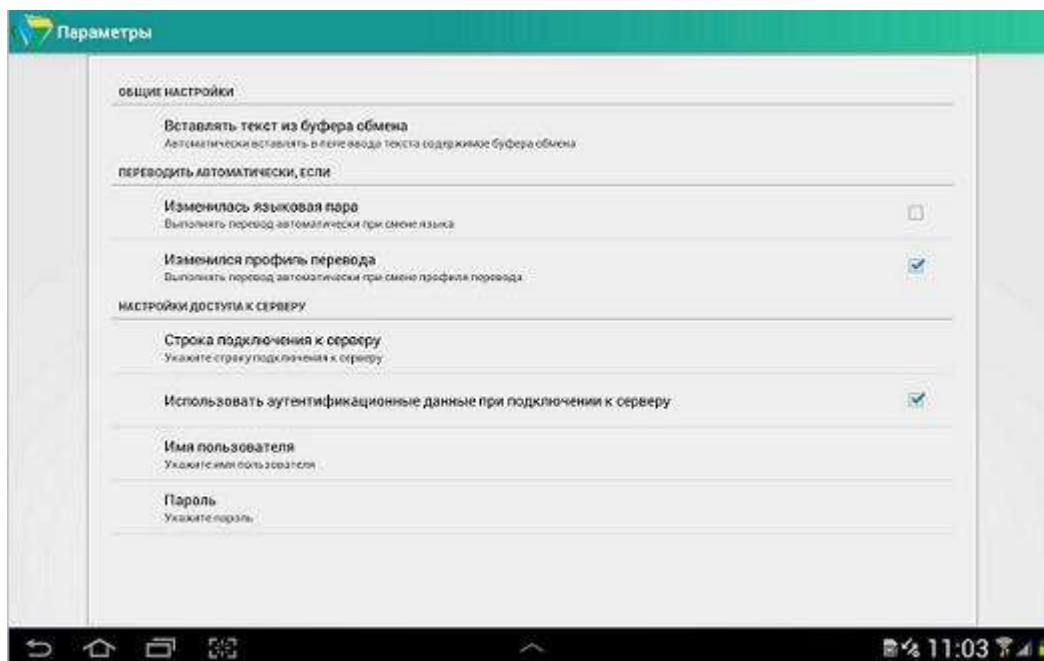 Параметры
ОБЩИЕ НАСТРОЙКИ
Вставлять текст из буфера обмена
Автоматически вставлять в поле ввода текста содержимое буфера обмена
ПЕРЕВОДИТЬ АВТОМАТИЧЕСКИ, ЕСЛИ
Изменилась языковая пара
Выполнять перевод автоматически при смене языка
Изменился профиль перевода
Выполнять перевод автоматически при смене профиля перевода
НАСТРОЙКИ ДОСТУПА К СЕРВЕРУ
Строка подключения к серверу
Укажите строку подключения к серверу
Использовать аутентификационные данные при подключении к серверу
Имя пользователя
Укажите имя пользователя
Пароль
Укажите пароль
11:03